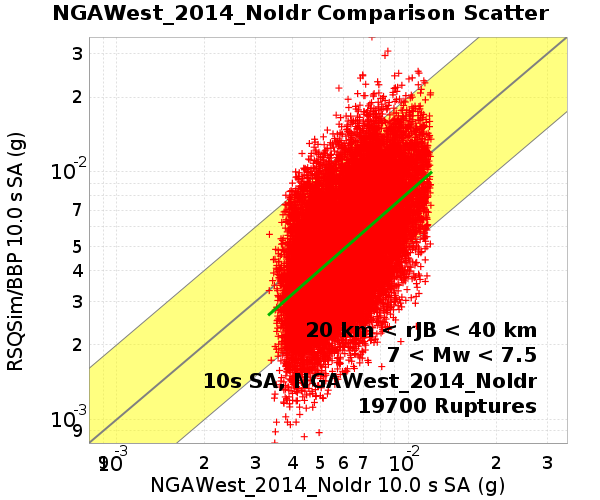 NGAWest_2014_NoIdr Comparison Scatter
RSQSim/BBP 10.0 s SA (g)
3
2
10-2
7
5
4
3
2
10-3
9
20 km < rJB < 40 km
7 < Mw < 7.5
10s SA, NGAWest_2014_NoIdr
19700 Ruptures
9 10-3 2 3 4 5 6 7 10-2 2 3
NGAWest_2014_NoIdr 10.0 s SA (g)